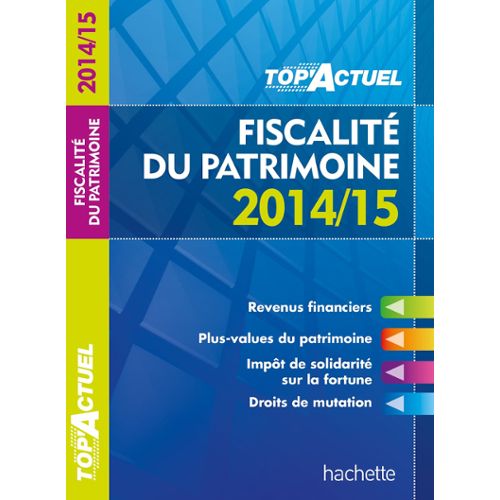 2014/15
FISCALITÉ
DU PATRIMOINE
TOP'ACTUEL
TOP'ACTUEL
FISCALITÉ
DU PATRIMOINE
2014/15
Revenus financiers
Plus-values du patrimoine
Impôt de solidarité
sur la fortune
Droits de mutation
hachette